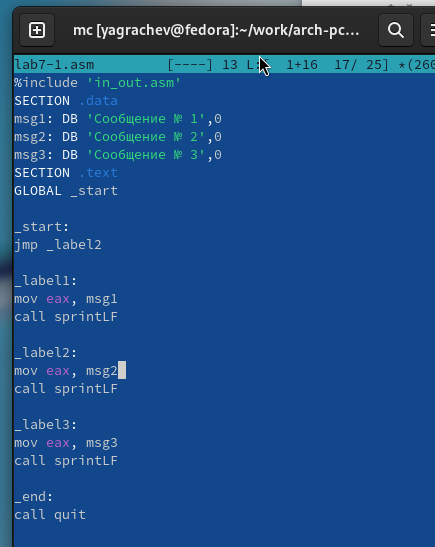 mc [yagrachev@fedora]:~/work/arch-pc…
lab7-1.asm [----] 13 L: 1+16 17/ 25] *(260
%include 'in_out.asm'
SECTION .data
msg1: DB 'Сообщение № 1',0
msg2: DB 'Сообщение № 2',0
msg3: DB 'Сообщение № 3',0
SECTION .text
GLOBAL _start
_start:
jmp _label2
_label1:
mov eax, msg1
call sprintLF
_label2:
mov eax, msg2
call sprintLF
_label3:
mov eax, msg3
call sprintLF
_end:
call quit